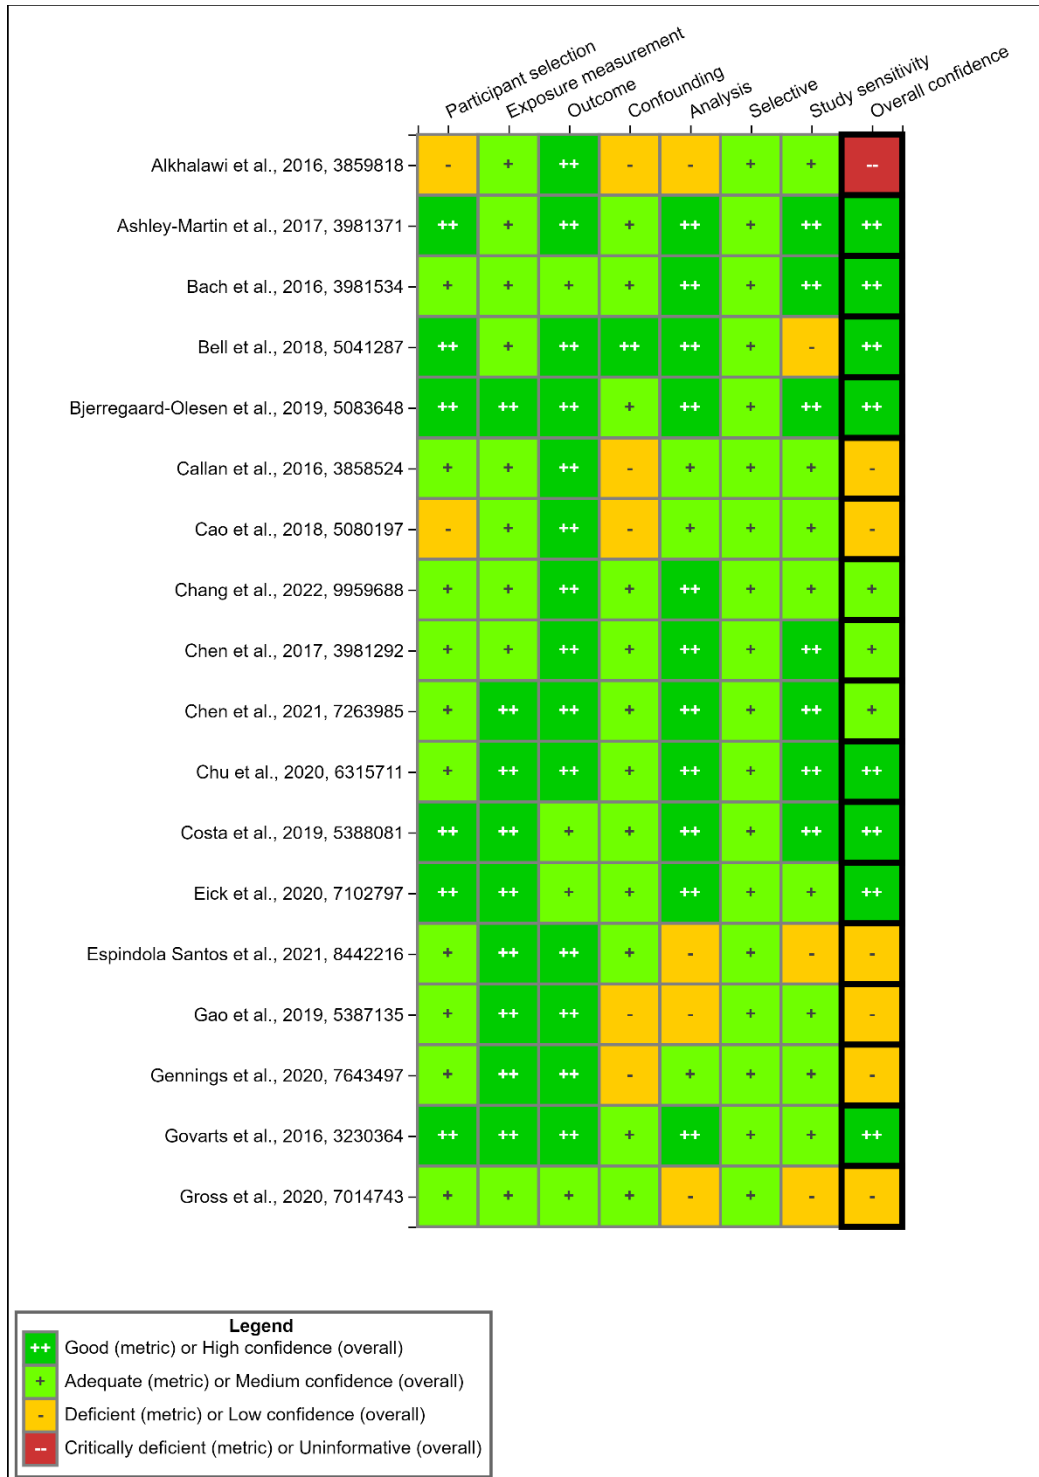 Participant selection
Exposure measurement
Outcome
Confounding
Analysis
Selective
Study sensitivity
Overall confidence
Alkhalawi et al., 2016, 3859818 - + ++ - - + + --
Ashley-Martin et al., 2017, 3981371 ++ + ++ + ++ + ++ ++
Bach et al., 2016, 3981534 + + + + ++ + ++ ++
Bell et al., 2018, 5041287 ++ + ++ ++ ++ + - ++
Bjerregaard-Olesen et al., 2019, 5083648 ++ ++ ++ + ++ + ++ ++
Callan et al., 2016, 3858524 + + ++ - + + + -
Cao et al., 2018, 5080197 - + ++ - + + + -
Chang et al., 2022, 9959688 + + ++ + ++ + + +
Chen et al., 2017, 3981292 + + ++ + ++ + ++ +
Chen et al., 2021, 7263985 + ++ ++ + ++ + ++ +
Chu et al., 2020, 6315711 + ++ ++ + ++ + ++ ++
Costa et al., 2019, 5388081 ++ ++ + + ++ + ++ ++
Eick et al., 2020, 7102797 ++ ++ + + ++ + + ++
Espindola Santos et al., 2021, 8442216 + ++ ++ + - + - -
Gao et al., 2019, 5387135 + ++ ++ - - + + -
Gennings et al., 2020, 7643497 + ++ ++ - + + + -
Govarts et al., 2016, 3230364 ++ ++ ++ + ++ + + ++
Gross et al., 2020, 7014743 + + + + - + - -
Legend
++ Good (metric) or High confidence (overall)
+ Adequate (metric) or Medium confidence (overall)
- Deficient (metric) or Low confidence (overall)
-- Critically deficient (metric) or Uninformative (overall)